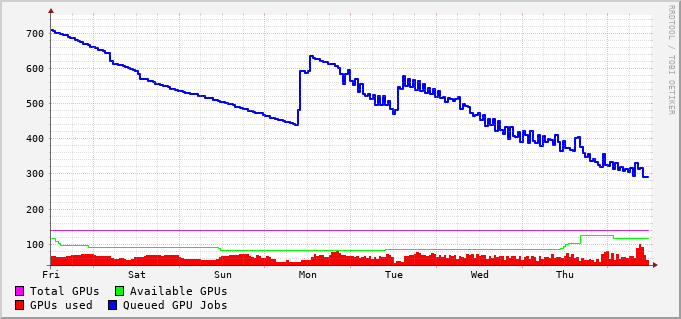 RRDTOOL / TOBI OETIKER
700
600
500
400
300
200
100
Fri Sat Sun Mon Tue Wed Thu
Total GPUs Available GPUs
GPUs used Queued GPU Jobs